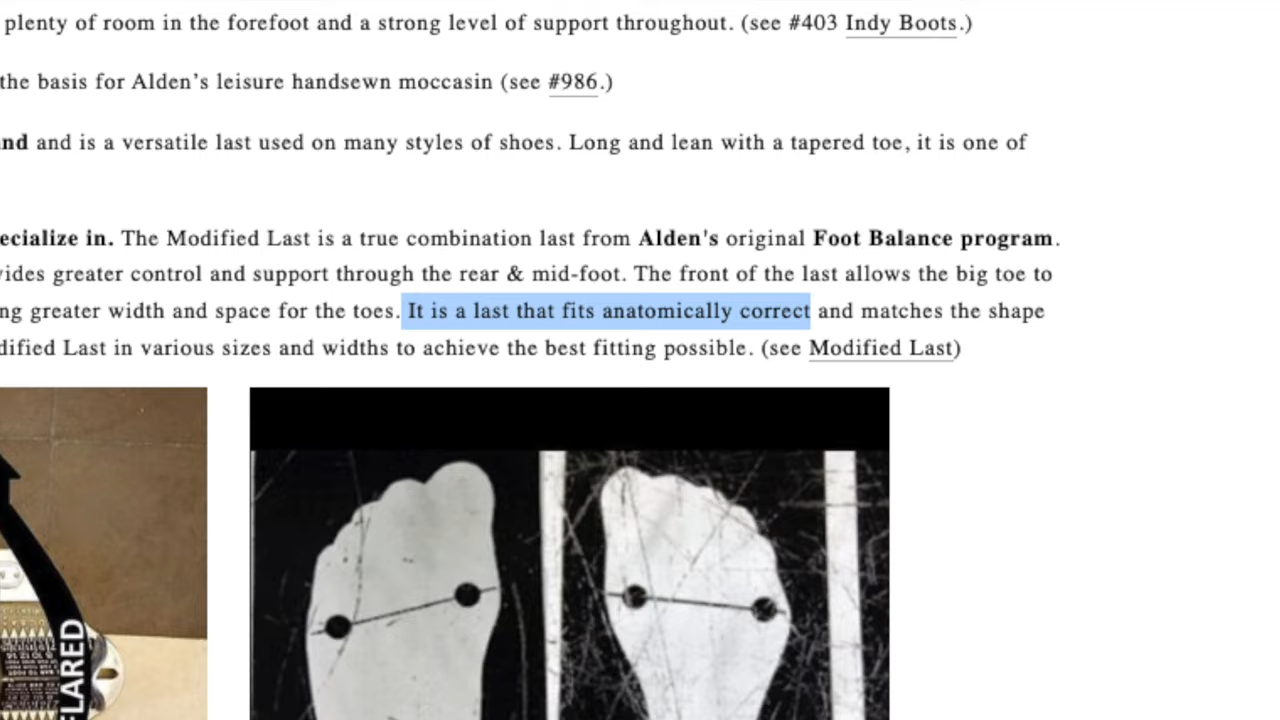 plenty of room in the forefoot and a strong level of support throughout. (see #403 Indy Boots.)
the basis for Alden’s leisure handsewn moccasin (see #986.)
nd and is a versatile last used on many styles of shoes. Long and lean with a tapered toe, it is one of
ecialize in. The Modified Last is a true combination last from Alden's original Foot Balance program.
ides greater control and support through the rear & mid-foot. The front of the last allows the big toe to
ng greater width and space for the toes. It is a last that fits anatomically correct and matches the shape
dified Last in various sizes and widths to achieve the best fitting possible. (see Modified Last)
FLARED